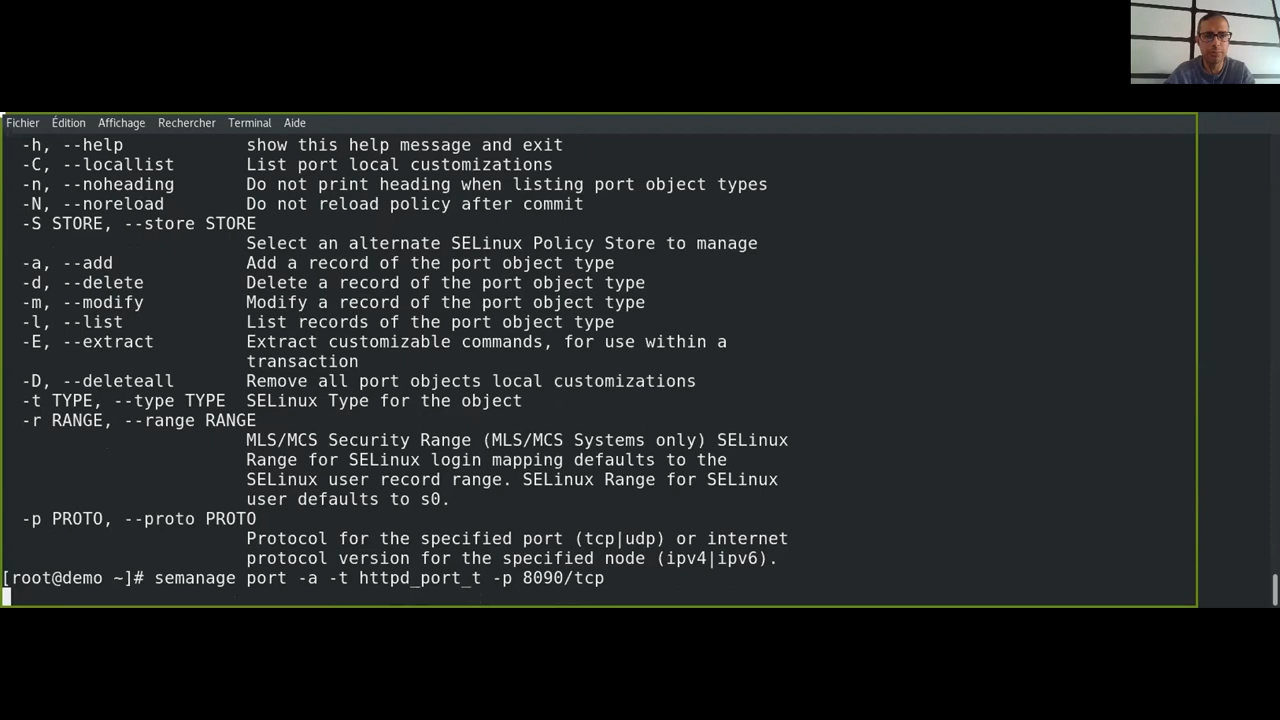 Fichier Édition Affichage Rechercher Terminal Aide
-h, --help show this help message and exit
-C, --locallist List port local customizations
-n, --noheading Do not print heading when listing port object types
-N, --noreload Do not reload policy after commit
-S STORE, --store STORE
Select an alternate SELinux Policy Store to manage
-a, --add Add a record of the port object type
-d, --delete Delete a record of the port object type
-m, --modify Modify a record of the port object type
-l, --list List records of the port object type
-E, --extract Extract customizable commands, for use within a
transaction
-D, --deleteall Remove all port objects local customizations
-t TYPE, --type TYPE SELinux Type for the object
-r RANGE, --range RANGE
MLS/MCS Security Range (MLS/MCS Systems only) SELinux
Range for SELinux login mapping defaults to the
SELinux user record range. SELinux Range for SELinux
user defaults to s0.
-p PROTO, --proto PROTO
Protocol for the specified port (tcp|udp) or internet
protocol version for the specified node (ipv4|ipv6).
[root@demo ~]# semanage port -a -t httpd_port_t -p 8090/tcp